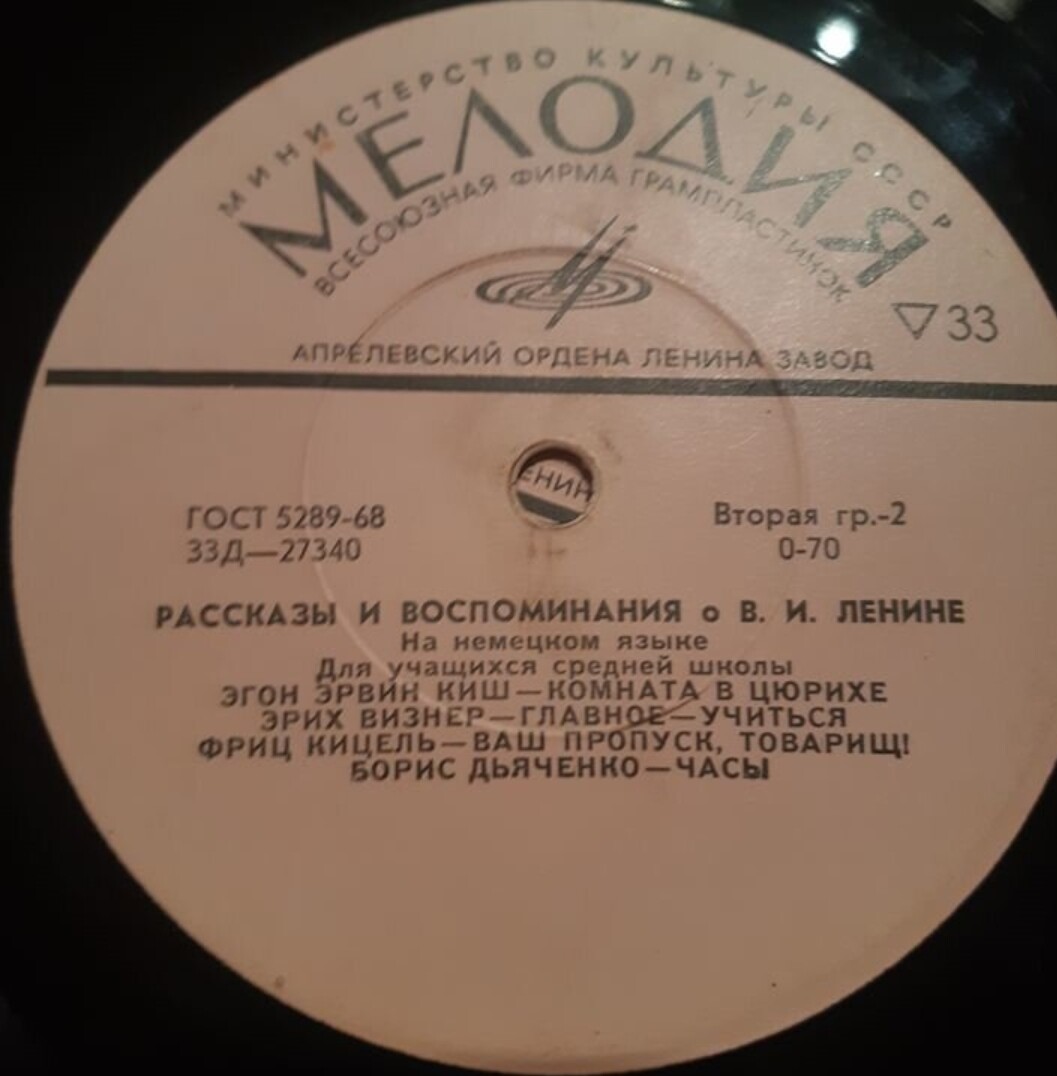 МИНИСТЕРСТВО КУЛЬТУРЫ СССР
МЕЛОДИЯ
ВСЕСОЮЗНАЯ ФИРМА ГРАМПЛАСТИНОК
33
АПРЕЛЕВСКИЙ ОРДЕНА ЛЕНИНА ЗАВОД
ЕНИН
ГОСТ 5289-68 Вторая гр.-2
33Д—27340 0-70
РАССКАЗЫ И ВОСПОМИНАНИЯ о В. И. ЛЕНИНЕ
На немецком языке
Для учащихся средней школы
ЭГОН ЭРВИН КИШ—КОМНАТА В ЦЮРИХЕ
ЭРИХ ВИЗНЕР—ГЛАВНОЕ—УЧИТЬСЯ
ФРИЦ КИЦЕЛЬ—ВАШ ПРОПУСК, ТОВАРИЩ!
БОРИС ДЬЯЧЕНКО—ЧАСЫ